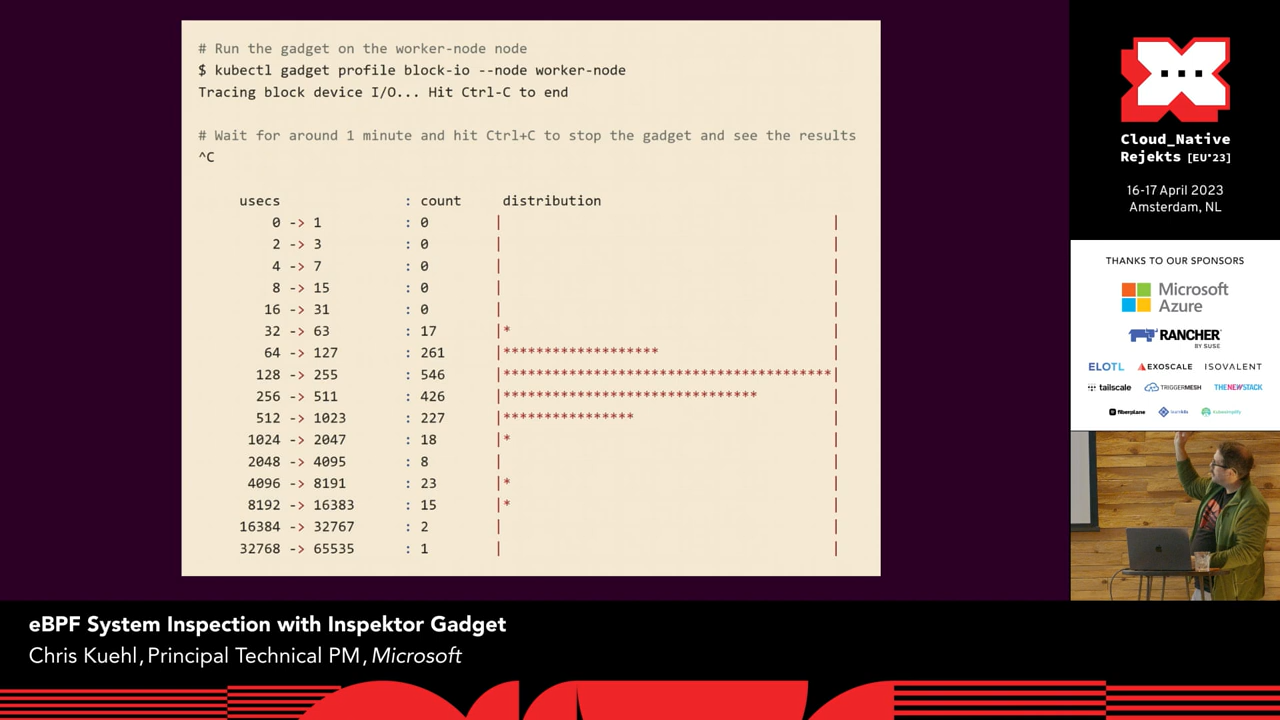 # Run the gadget on the worker-node node
$ kubectl gadget profile block-io --node worker-node
Tracing block device I/O... Hit Ctrl-C to end
# Wait for around 1 minute and hit Ctrl+C to stop the gadget and see the results
^C
usecs : count distribution
0 -> 1 : 0 | |
2 -> 3 : 0 | |
4 -> 7 : 0 | |
8 -> 15 : 0 | |
16 -> 31 : 0 | |
32 -> 63 : 17 |* |
64 -> 127 : 261 |******************* |
128 -> 255 : 546 |****************************************|
256 -> 511 : 426 |******************************* |
512 -> 1023 : 227 |**************** |
1024 -> 2047 : 18 |* |
2048 -> 4095 : 8 | |
4096 -> 8191 : 23 |* |
8192 -> 16383 : 15 |* |
16384 -> 32767 : 2 | |
32768 -> 65535 : 1 | |
Cloud_Native
Rejekts [EU'23]
16-17 April 2023
Amsterdam, NL
THANKS TO OUR SPONSORS
Microsoft
Azure
RANCHER
BY SUSE
ELOTL EXOSCALE ISOVALENT
tailscale TRIGGERMESH THENEWSTACK
fiberplane kubeshopify
eBPF System Inspection with Inspektor Gadget
Chris Kuehl, Principal Technical PM, Microsoft